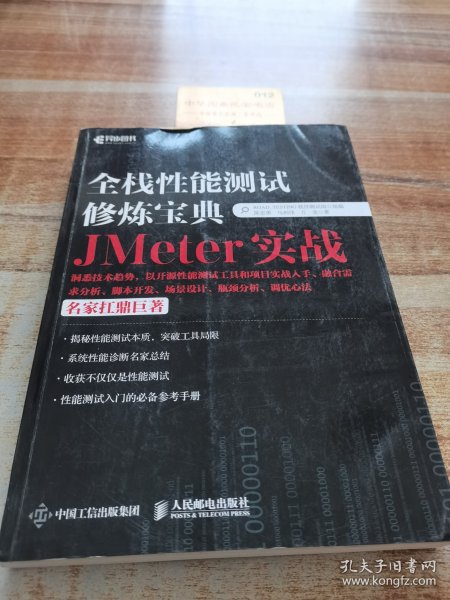 异步图书
全栈性能测试
修炼宝典
JMeter 实战
洞悉技术趋势，以开源性能测试工具和项目实战入手、融合需
求分析、脚本开发、场景设计、瓶颈分析、调优心法
名家扛鼎巨著
· 揭秘性能测试本质，突破工具局限
· 系统性能诊断名家总结
· 收获不仅仅是性能测试
· 性能测试入门的必备参考手册
中国工信出版集团
人民邮电出版社
POSTS & TELECOM PRESS
孔夫子旧书网
www.kongfz.com